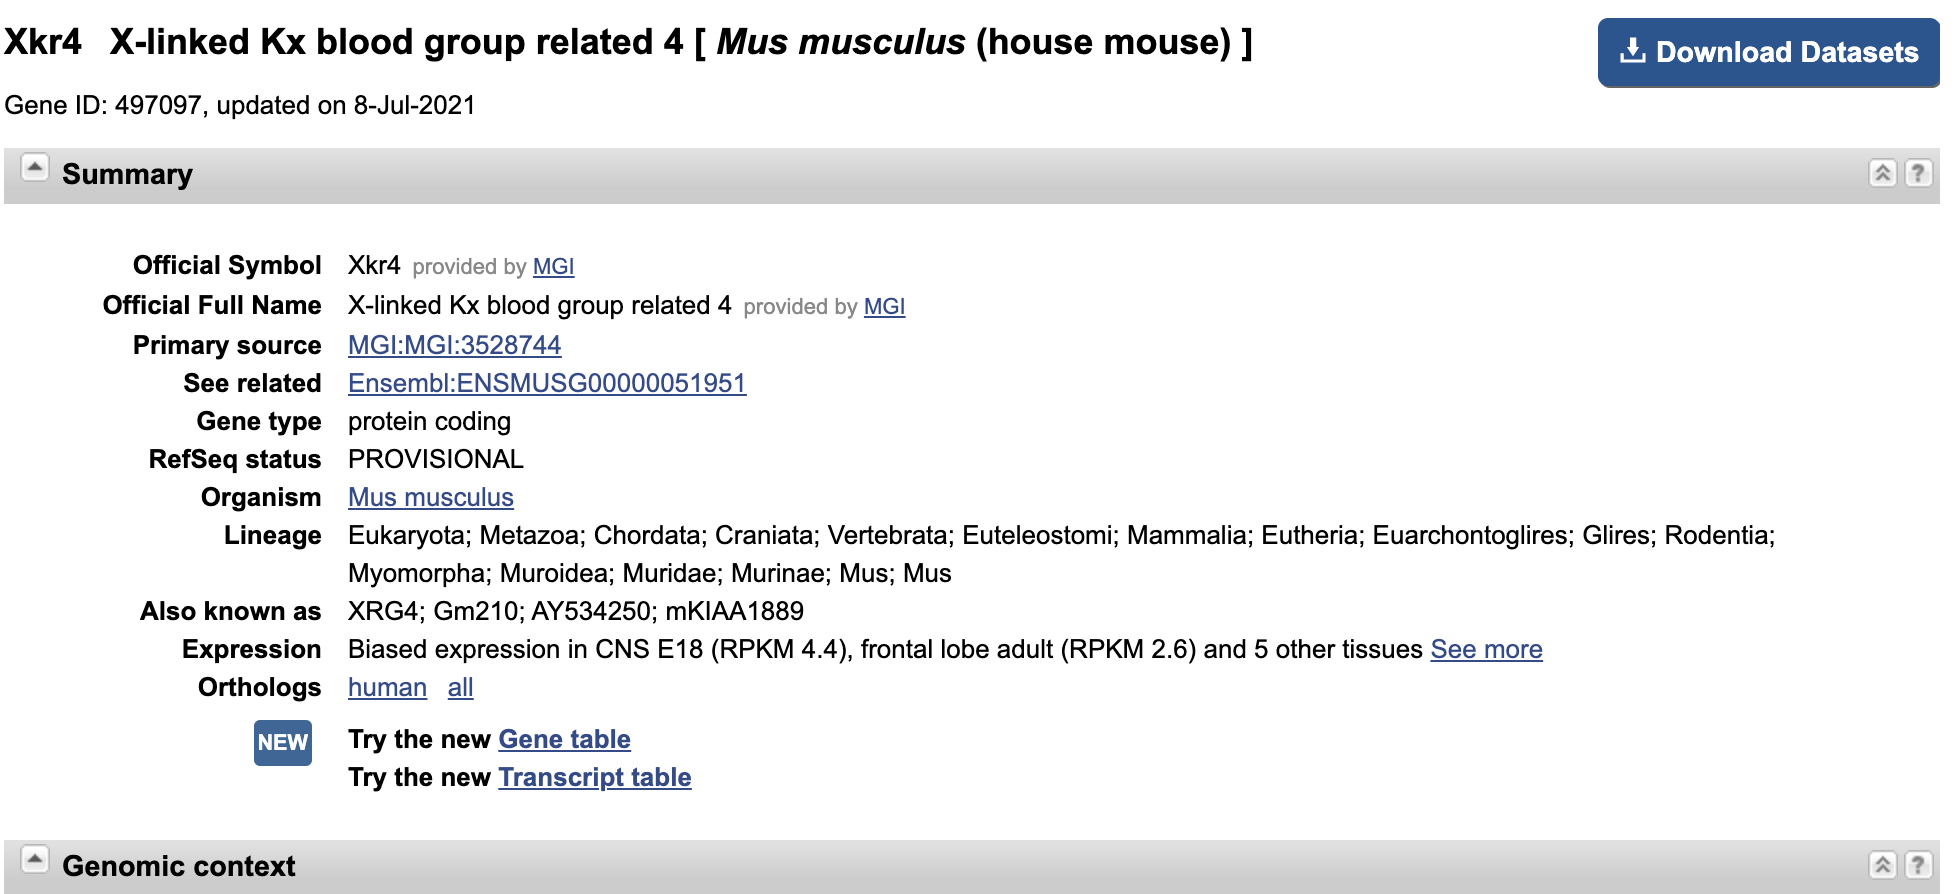 Xkr4 X-linked Kx blood group related 4 [ Mus musculus (house mouse) ]
Download Datasets
Gene ID: 497097, updated on 8-Jul-2021
Summary
?
Official Symbol Xkr4 provided by MGI
Official Full Name X-linked Kx blood group related 4 provided by MGI
Primary source MGI:MGI:3528744
See related Ensembl:ENSMUSG00000051951
Gene type protein coding
RefSeq status PROVISIONAL
Organism Mus musculus
Lineage Eukaryota; Metazoa; Chordata; Craniata; Vertebrata; Euteleostomi; Mammalia; Eutheria; Euarchontoglires; Glires; Rodentia;
Myomorpha; Muroidea; Muridae; Murinae; Mus; Mus
Also known as XRG4; Gm210; AY534250; mKIAA1889
Expression Biased expression in CNS E18 (RPKM 4.4), frontal lobe adult (RPKM 2.6) and 5 other tissues See more
Orthologs human all
NEW Try the new Gene table
Try the new Transcript table
Genomic context
?